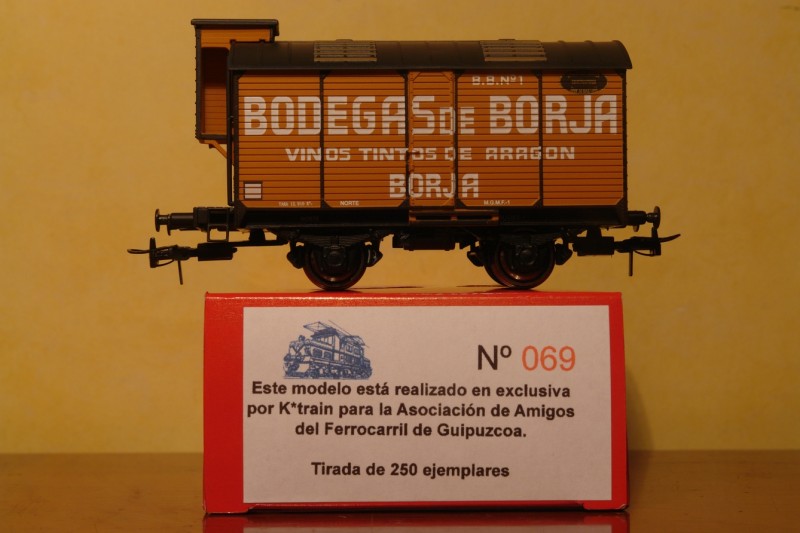 B.B.Nº1
BODEGAS DE BORJA
VINOS TINTOS DE ARAGON
BORJA
NORTE
Nº 069
Este modelo está realizado en exclusiva
por K*train para la Asociación de Amigos
del Ferrocarril de Guipuzcoa.
Tirada de 250 ejemplares